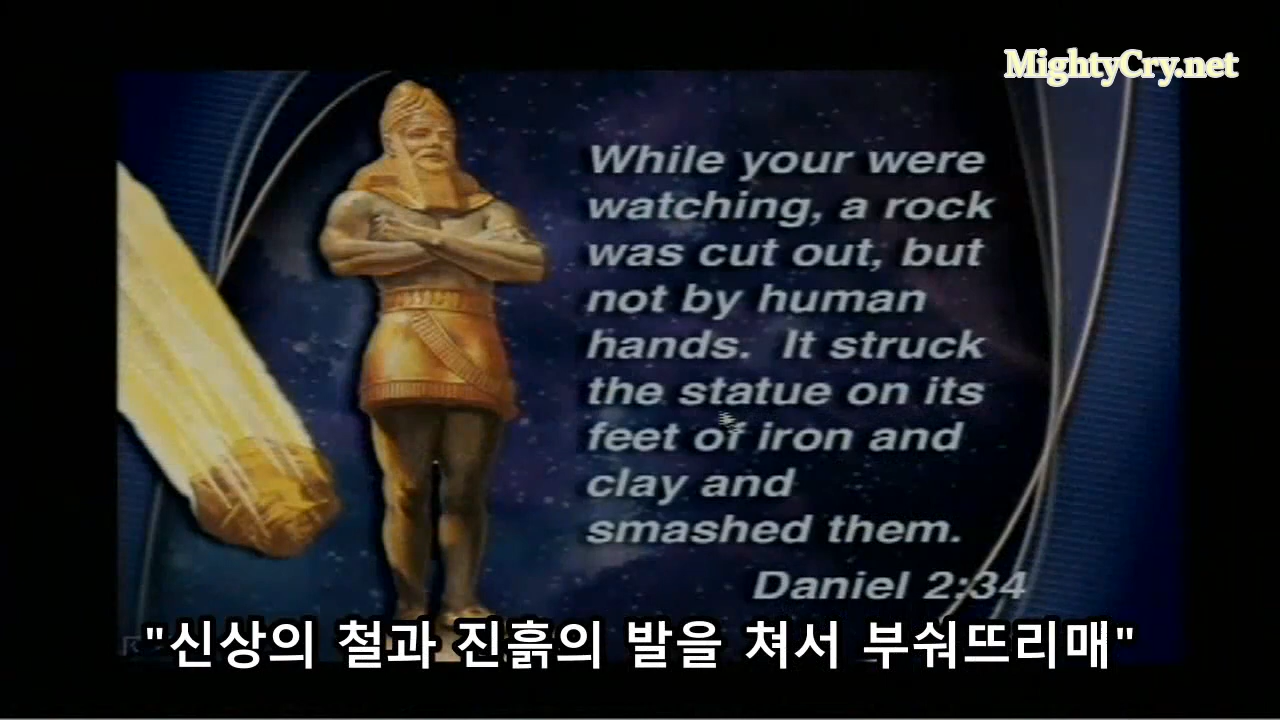 MightyCry.net
While your were
watching, a rock
was cut out, but
not by human
hands. It struck
the statue on its
feet of iron and
clay and
smashed them.
Daniel 2:34
"신상의 철과 진흙의 발을 쳐서 부숴뜨리매"